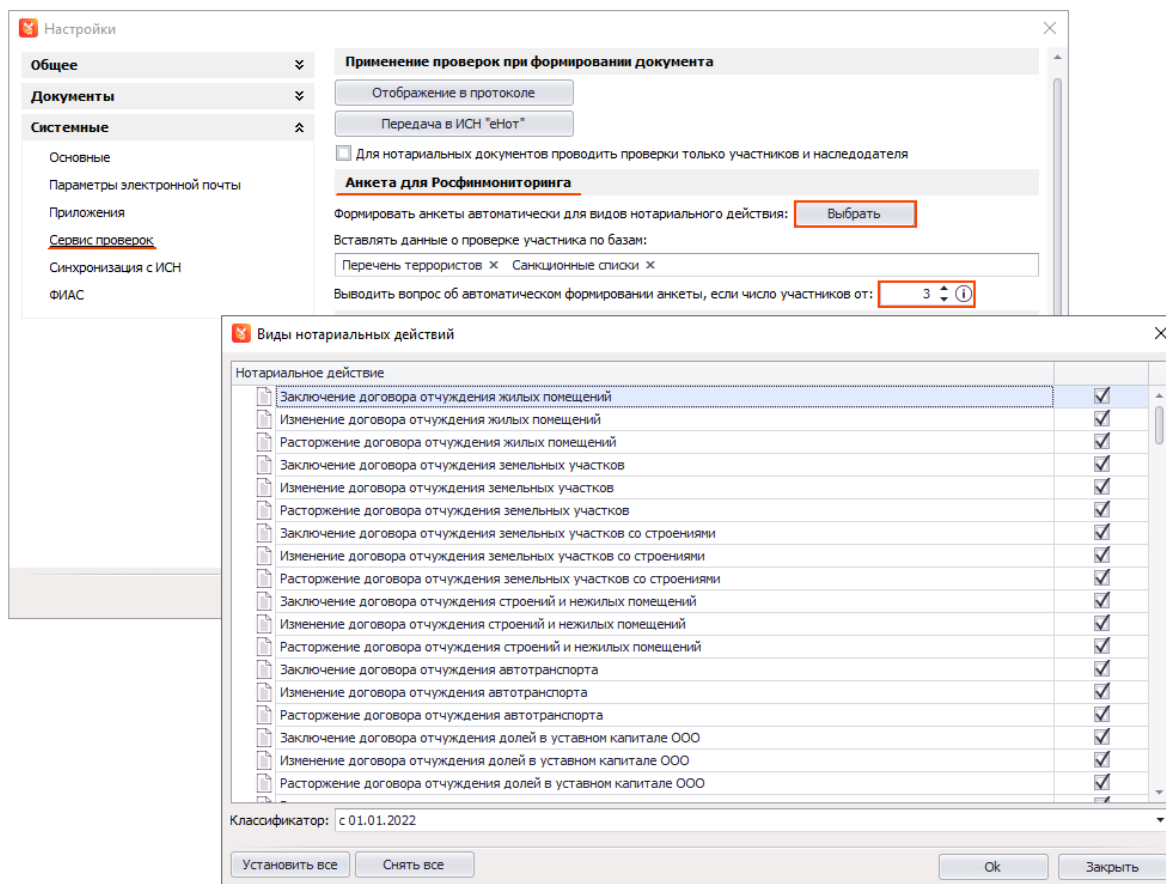 Настройки
Общее
Документы
Системные
Основные
Параметры электронной почты
Приложения
Сервис проверок
Синхронизация с ИСН
ФИАС
Применение проверок при формировании документа
Отображение в протоколе
Передача в ИСН "еНот"
Для нотариальных документов проводить проверки только участников и наследодателя
Анкета для Росфинмониторинга
Формировать анкеты автоматически для видов нотариального действия: Выбрать
Вставлять данные о проверке участника по базам:
Перечень террористов × Санкционные списки ×
Выводить вопрос об автоматическом формировании анкеты, если число участников от: 3
Виды нотариальных действий
Нотариальное действие
Заключение договора отчуждения жилых помещений
Изменение договора отчуждения жилых помещений
Расторжение договора отчуждения жилых помещений
Заключение договора отчуждения земельных участков
Изменение договора отчуждения земельных участков
Расторжение договора отчуждения земельных участков
Заключение договора отчуждения земельных участков со строениями
Изменение договора отчуждения земельных участков со строениями
Расторжение договора отчуждения земельных участков со строениями
Заключение договора отчуждения строений и нежилых помещений
Изменение договора отчуждения строений и нежилых помещений
Расторжение договора отчуждения строений и нежилых помещений
Заключение договора отчуждения автотранспорта
Изменение договора отчуждения автотранспорта
Расторжение договора отчуждения автотранспорта
Заключение договора отчуждения долей в уставном капитале ООО
Изменение договора отчуждения долей в уставном капитале ООО
Расторжение договора отчуждения долей в уставном капитале ООО
Классификатор: с 01.01.2022
Установить все Снять все Ok Закрыть